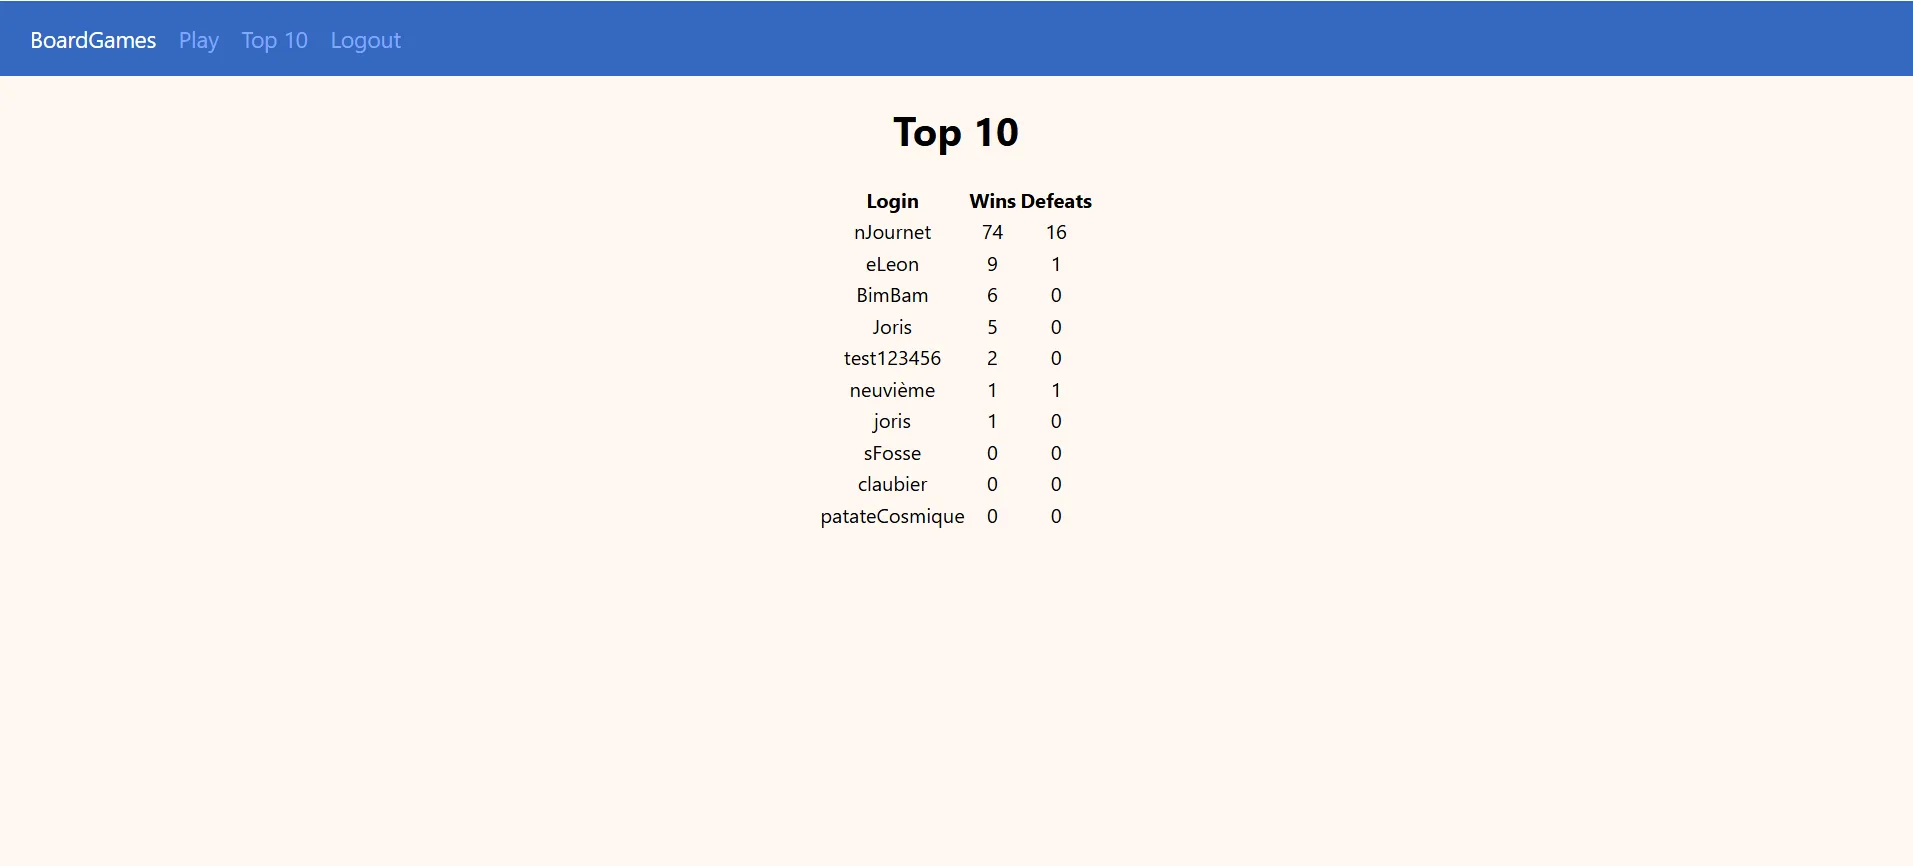 BoardGames Play Top 10 Logout
Top 10
Login Wins Defeats
nJournet 74 16
eLeon 9 1
BimBam 6 0
Joris 5 0
test123456 2 0
neuvième 1 1
joris 1 0
sFosse 0 0
claubier 0 0
patateCosmique 0 0